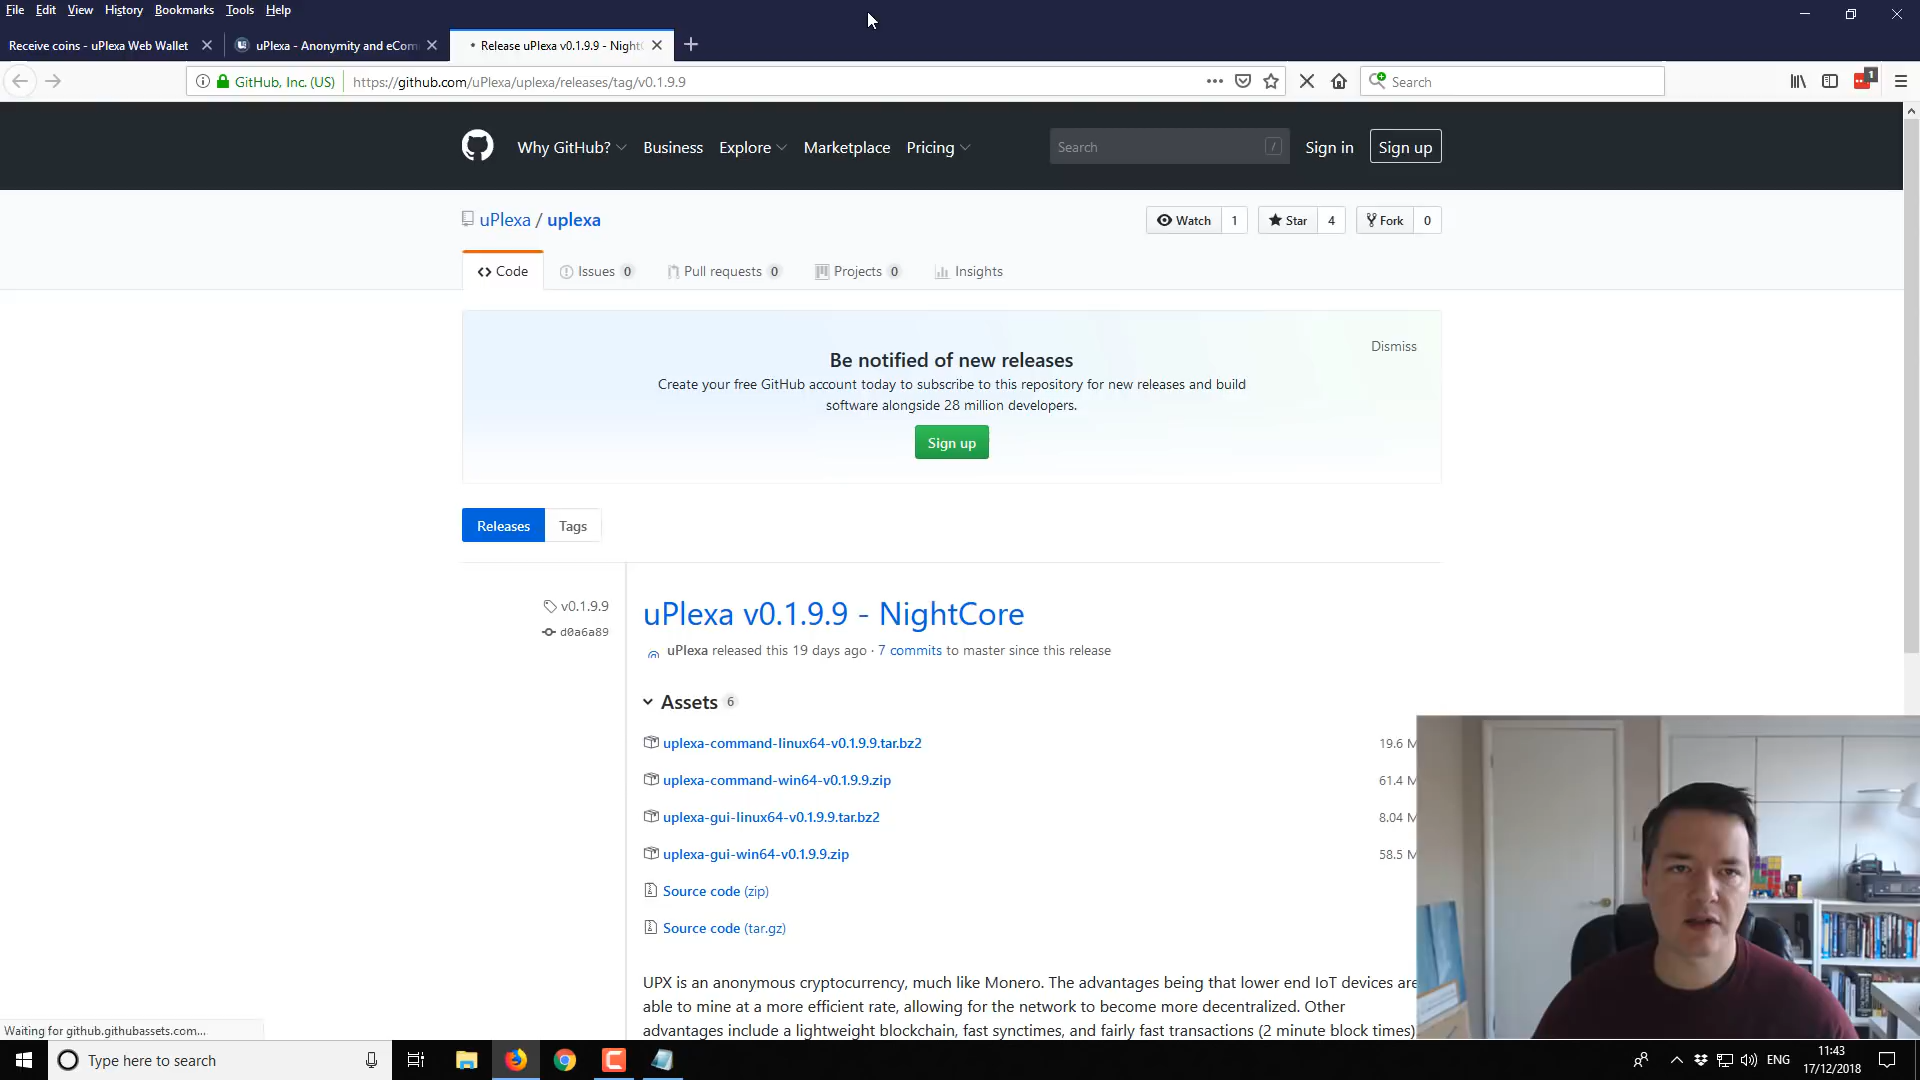 File Edit View History Bookmarks Tools Help
Receive coins - uPlexa Web Wallet
uPlexa - Anonymity and eCom
Release uPlexa v0.1.9.9 - Night
GitHub, Inc. (US)
https://github.com/uPlexa/uplexa/releases/tag/v0.1.9.9
Search
1
Why GitHub? Business Explore Marketplace Pricing
Search /
Sign in
Sign up
uPlexa / uplexa
Watch 1
Star 4
Fork 0
Code
Issues 0
Pull requests 0
Projects 0
Insights
Be notified of new releases
Dismiss
Create your free GitHub account today to subscribe to this repository for new releases and build
software alongside 28 million developers.
Sign up
Releases
Tags
v0.1.9.9
d0a6a89
uPlexa v0.1.9.9 - NightCore
uPlexa released this 19 days ago · 7 commits to master since this release
Assets 6
uplexa-command-linux64-v0.1.9.9.tar.bz2 19.6 M
uplexa-command-win64-v0.1.9.9.zip 61.4 M
uplexa-gui-linux64-v0.1.9.9.tar.bz2 8.04 M
uplexa-gui-win64-v0.1.9.9.zip 58.5 M
Source code (zip)
Source code (tar.gz)
UPX is an anonymous cryptocurrency, much like Monero. The advantages being that lower end IoT devices are
able to mine at a more efficient rate, allowing for the network to become more decentralized. Other
advantages include a lightweight blockchain, fast synctimes, and fairly fast transactions (2 minute block times)
Waiting for github.githubassets.com...
Type here to search
ENG
11:43
17/12/2018